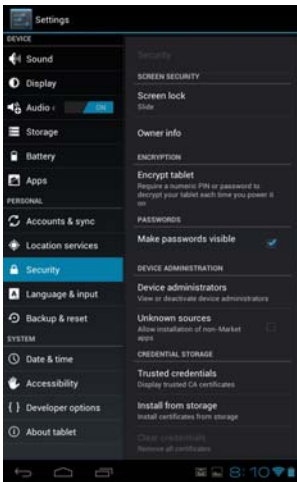 Settings
DEVICE
Sound
Display
Audio
ON
Storage
Battery
Apps
PERSONAL
Accounts & sync
Location services
Security
Language & input
Backup & reset
SYSTEM
Date & time
Accessibility
Developer options
About tablet
Security
SCREEN SECURITY
Screen lock
Slide
Owner info
ENCRYPTION
Encrypt tablet
Require a numeric PIN or password to
decrypt your tablet each time you power it
on
PASSWORDS
Make passwords visible
DEVICE ADMINISTRATION
Device administrators
View or deactivate device administrators
Unknown sources
Allow installation of non-Market
apps
CREDENTIAL STORAGE
Trusted credentials
Display trusted CA certificates
Install from storage
Install certificates from storage
Clear credentials
Remove all certificates
8:10